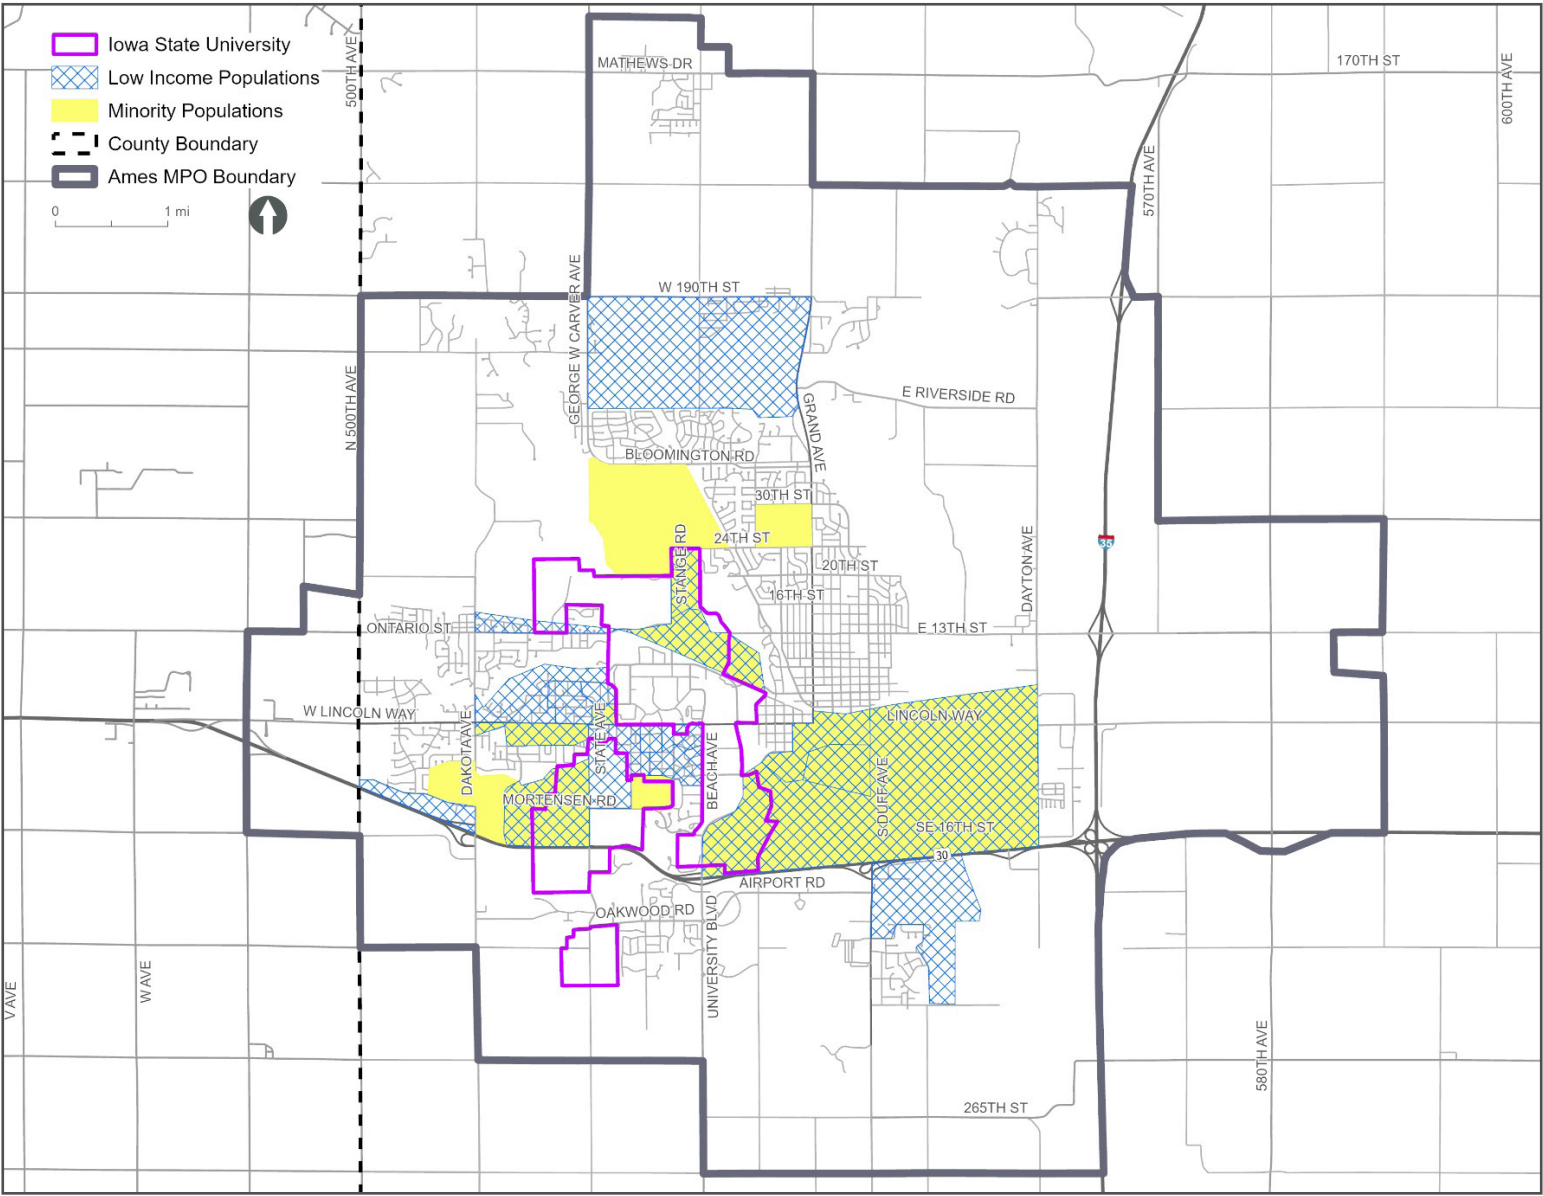 Iowa State University
Low Income Populations
Minority Populations
County Boundary
Ames MPO Boundary
0 1 mi
500TH AVE
MATHEWS DR
170TH ST
600TH AVE
570TH AVE
GEORGE W CARVER AVE
W 190TH ST
N 500TH AVE
E RIVERSIDE RD
GRAND AVE
BLOOMINGTON RD
30TH ST
24TH ST
STANGE RD
20TH ST
16TH ST
DAYTON AVE
35
ONTARIO ST
E 13TH ST
W LINCOLN WAY
LINCOLN WAY
DAKOTA AVE
STATE AVE
BEACH AVE
S DUFF AVE
MORTENSEN RD
SE 16TH ST
30
AIRPORT RD
OAKWOOD RD
UNIVERSITY BLVD
V AVE
W AVE
580TH AVE
265TH ST